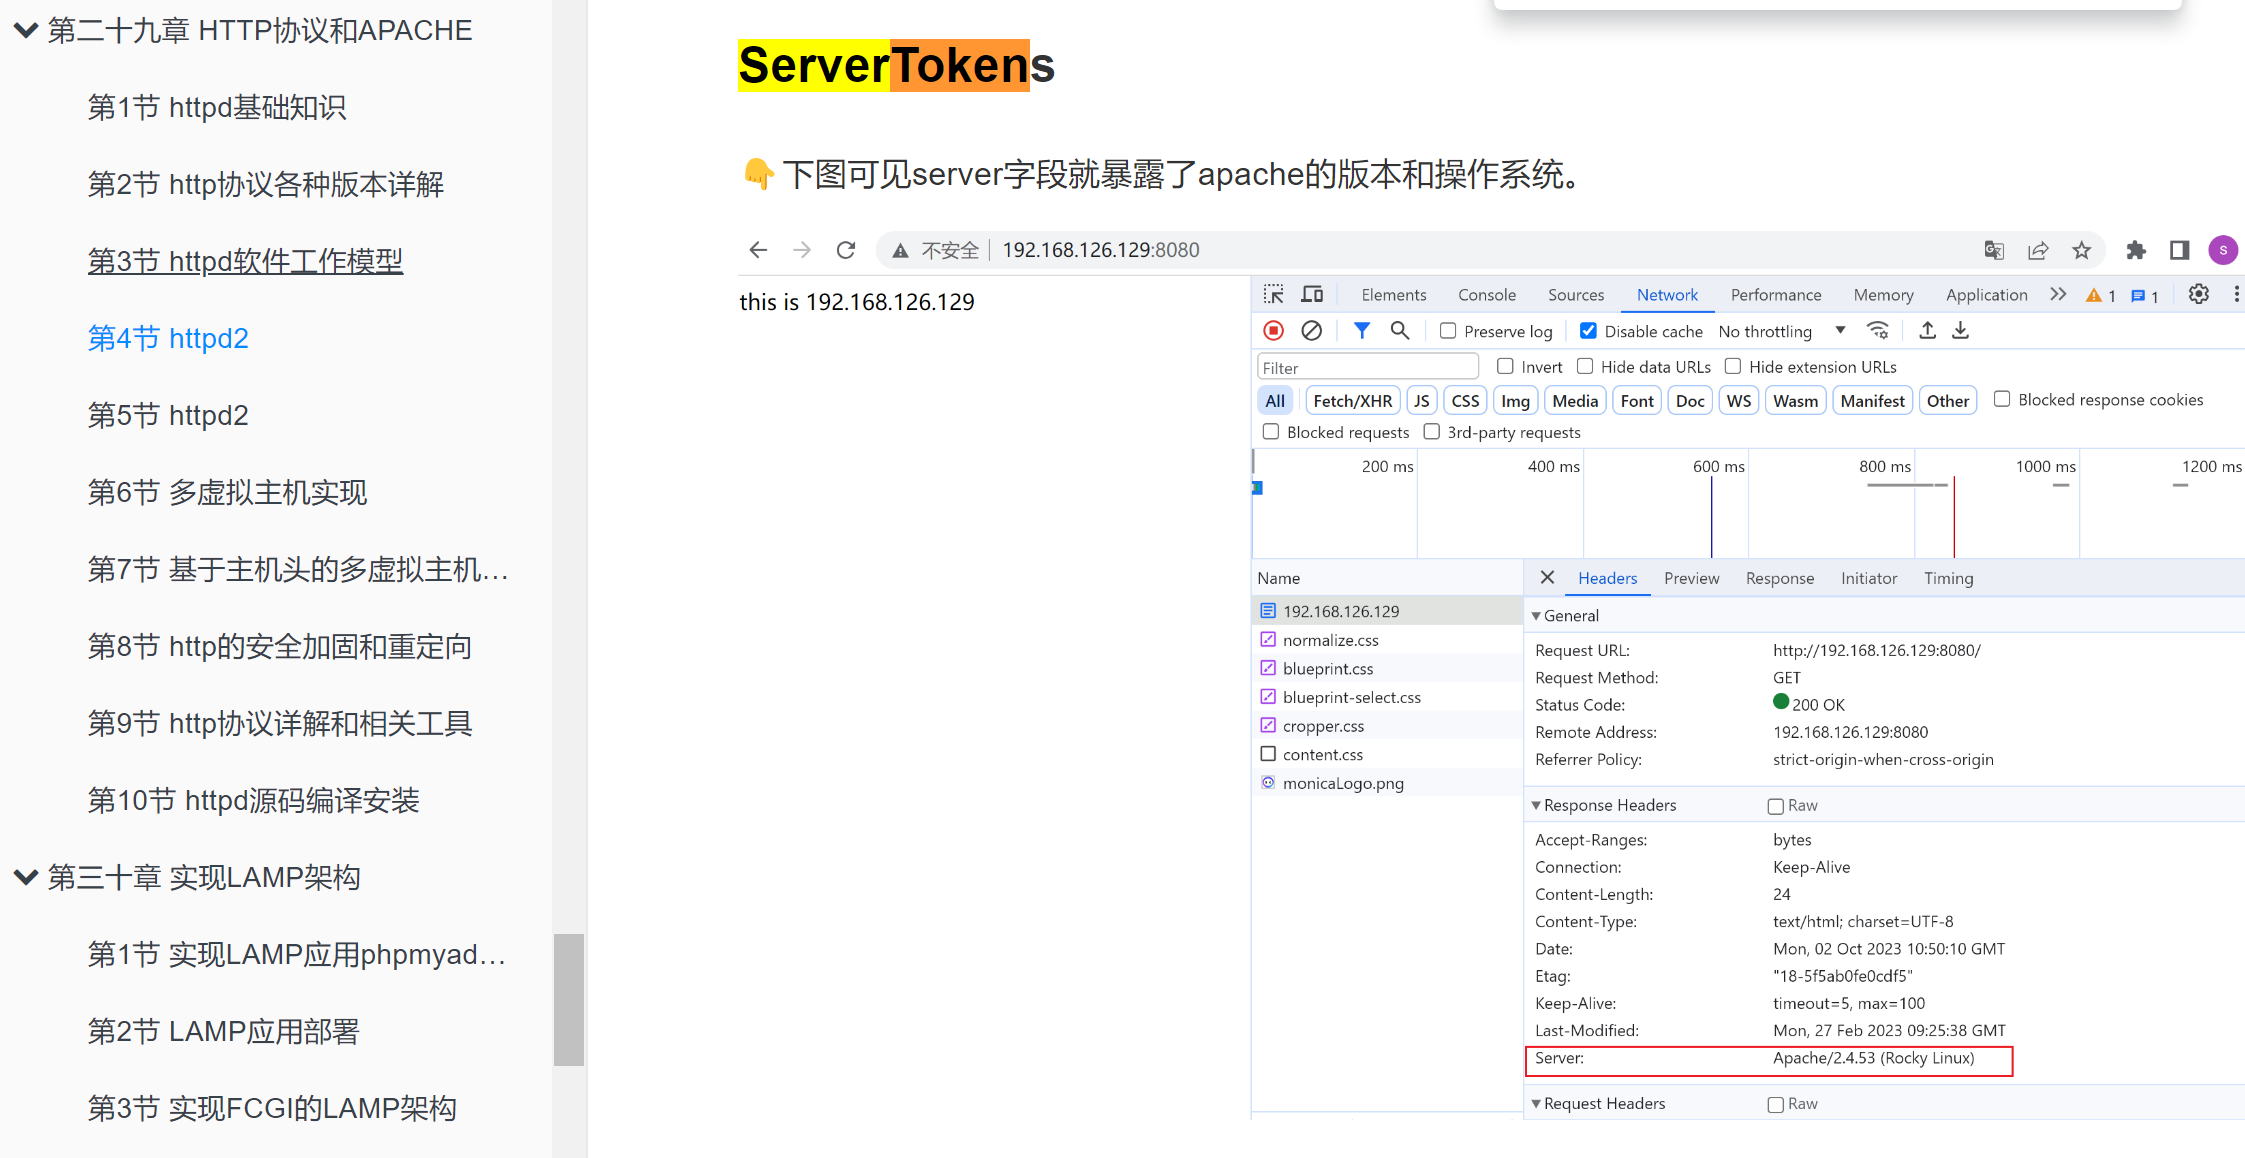 第二十九章 HTTP协议和APACHE
第1节 httpd基础知识
第2节 http协议各种版本详解
第3节 httpd软件工作模型
第4节 httpd2
第5节 httpd2
第6节 多虚拟主机实现
第7节 基于主机头的多虚拟主机…
第8节 http的安全加固和重定向
第9节 http协议详解和相关工具
第10节 httpd源码编译安装
第三十章 实现LAMP架构
第1节 实现LAMP应用phpmyad…
第2节 LAMP应用部署
第3节 实现FCGI的LAMP架构
ServerTokens
👇下图可见server字段就暴露了apache的版本和操作系统。
不安全 192.168.126.129:8080 S
this is 192.168.126.129
Elements Console Sources Network Performance Memory Application 1 1
Preserve log Disable cache No throttling
Filter Invert Hide data URLs Hide extension URLs
All Fetch/XHR JS CSS Img Media Font Doc WS Wasm Manifest Other Blocked response cookies
Blocked requests 3rd-party requests
200 ms 400 ms 600 ms 800 ms 1000 ms 1200 ms
Name
192.168.126.129
normalize.css
blueprint.css
blueprint-select.css
cropper.css
content.css
monicaLogo.png
Headers Preview Response Initiator Timing
General
Request URL: http://192.168.126.129:8080/
Request Method: GET
Status Code: 200 OK
Remote Address: 192.168.126.129:8080
Referrer Policy: strict-origin-when-cross-origin
Response Headers Raw
Accept-Ranges: bytes
Connection: Keep-Alive
Content-Length: 24
Content-Type: text/html; charset=UTF-8
Date: Mon, 02 Oct 2023 10:50:10 GMT
Etag: "18-5f5ab0fe0cdf5"
Keep-Alive: timeout=5, max=100
Last-Modified: Mon, 27 Feb 2023 09:25:38 GMT
Server: Apache/2.4.53 (Rocky Linux)
Request Headers Raw